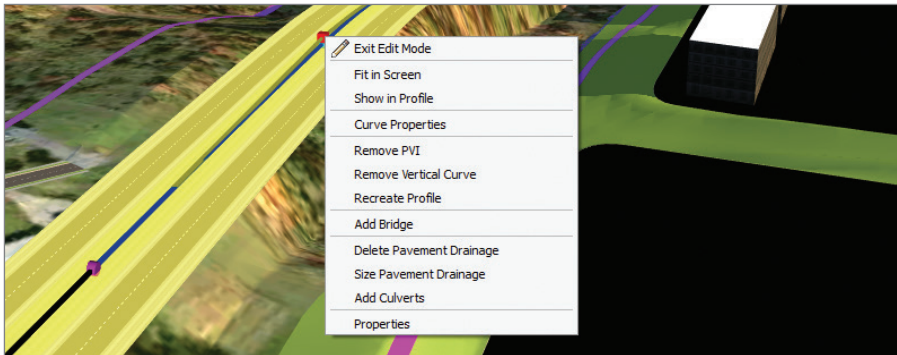 Exit Edit Mode
Fit in Screen
Show in Profile
Curve Properties
Remove PVI
Remove Vertical Curve
Recreate Profile
Add Bridge
Delete Pavement Drainage
Size Pavement Drainage
Add Culverts
Properties